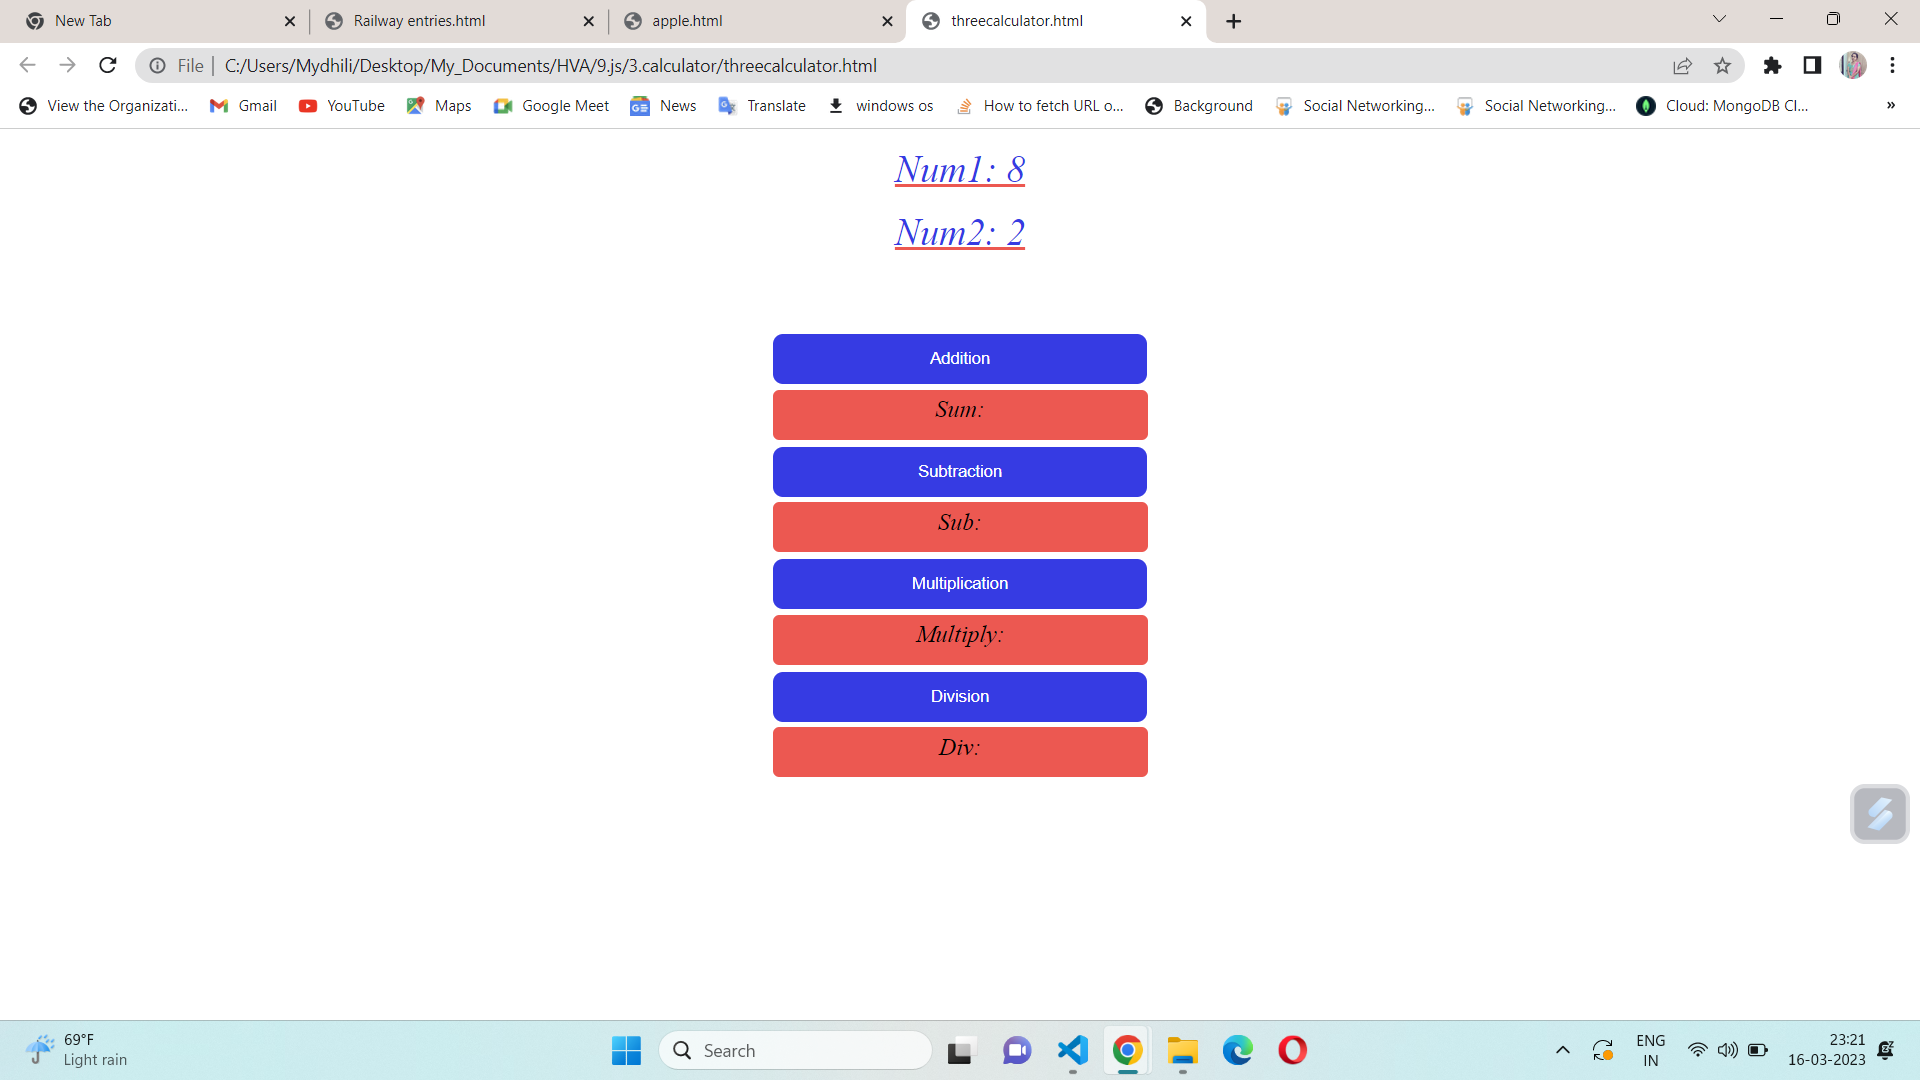 New Tab
Railway entries.html
apple.html
threecalculator.html
File
C:/Users/Mydhili/Desktop/My_Documents/HVA/9.js/3.calculator/threecalculator.html
View the Organizati...
Gmail
YouTube
Maps
Google Meet
News
Translate
windows os
How to fetch URL o...
Background
Social Networking...
Social Networking...
Cloud: MongoDB Cl...
Num1: 8
Num2: 2
Addition
Sum:
Subtraction
Sub:
Multiplication
Multiply:
Division
Div:
69°F
Light rain
Search
ENG
IN
23:21
16-03-2023